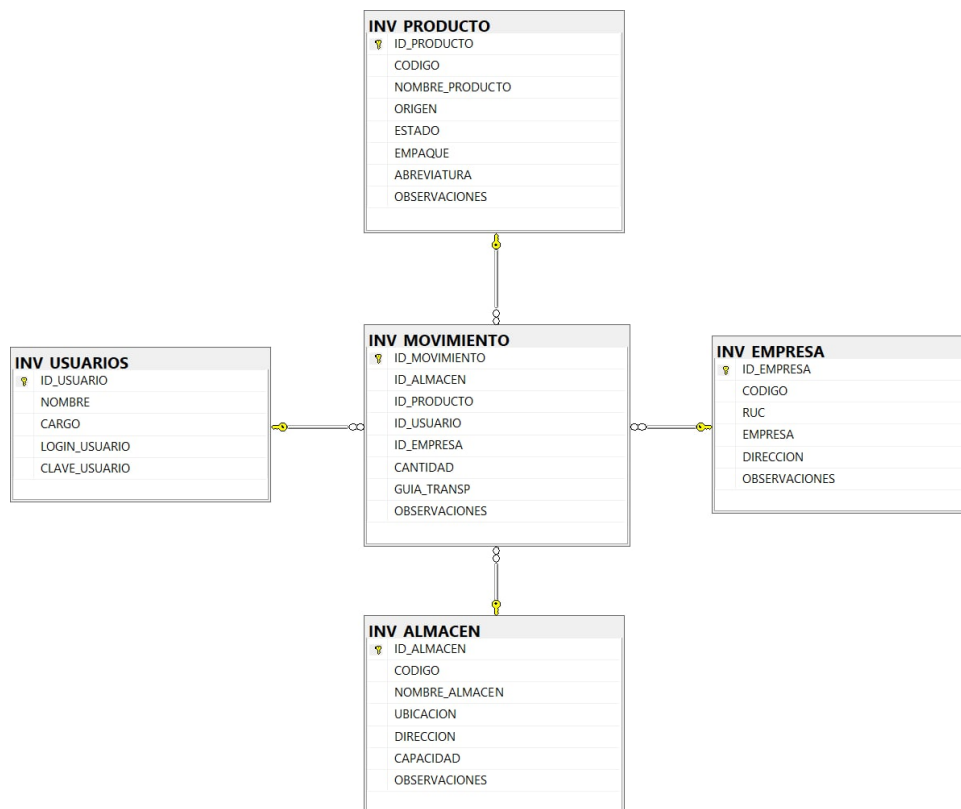 INV PRODUCTO
ID_PRODUCTO
CODIGO
NOMBRE_PRODUCTO
ORIGEN
ESTADO
EMPAQUE
ABREVIATURA
OBSERVACIONES
INV USUARIOS
ID_USUARIO
NOMBRE
CARGO
LOGIN_USUARIO
CLAVE_USUARIO
INV MOVIMIENTO
ID_MOVIMIENTO
ID_ALMACEN
ID_PRODUCTO
ID_USUARIO
ID_EMPRESA
CANTIDAD
GUIA_TRANSP
OBSERVACIONES
INV EMPRESA
ID_EMPRESA
CODIGO
RUC
EMPRESA
DIRECCION
OBSERVACIONES
INV ALMACEN
ID_ALMACEN
CODIGO
NOMBRE_ALMACEN
UBICACION
DIRECCION
CAPACIDAD
OBSERVACIONES